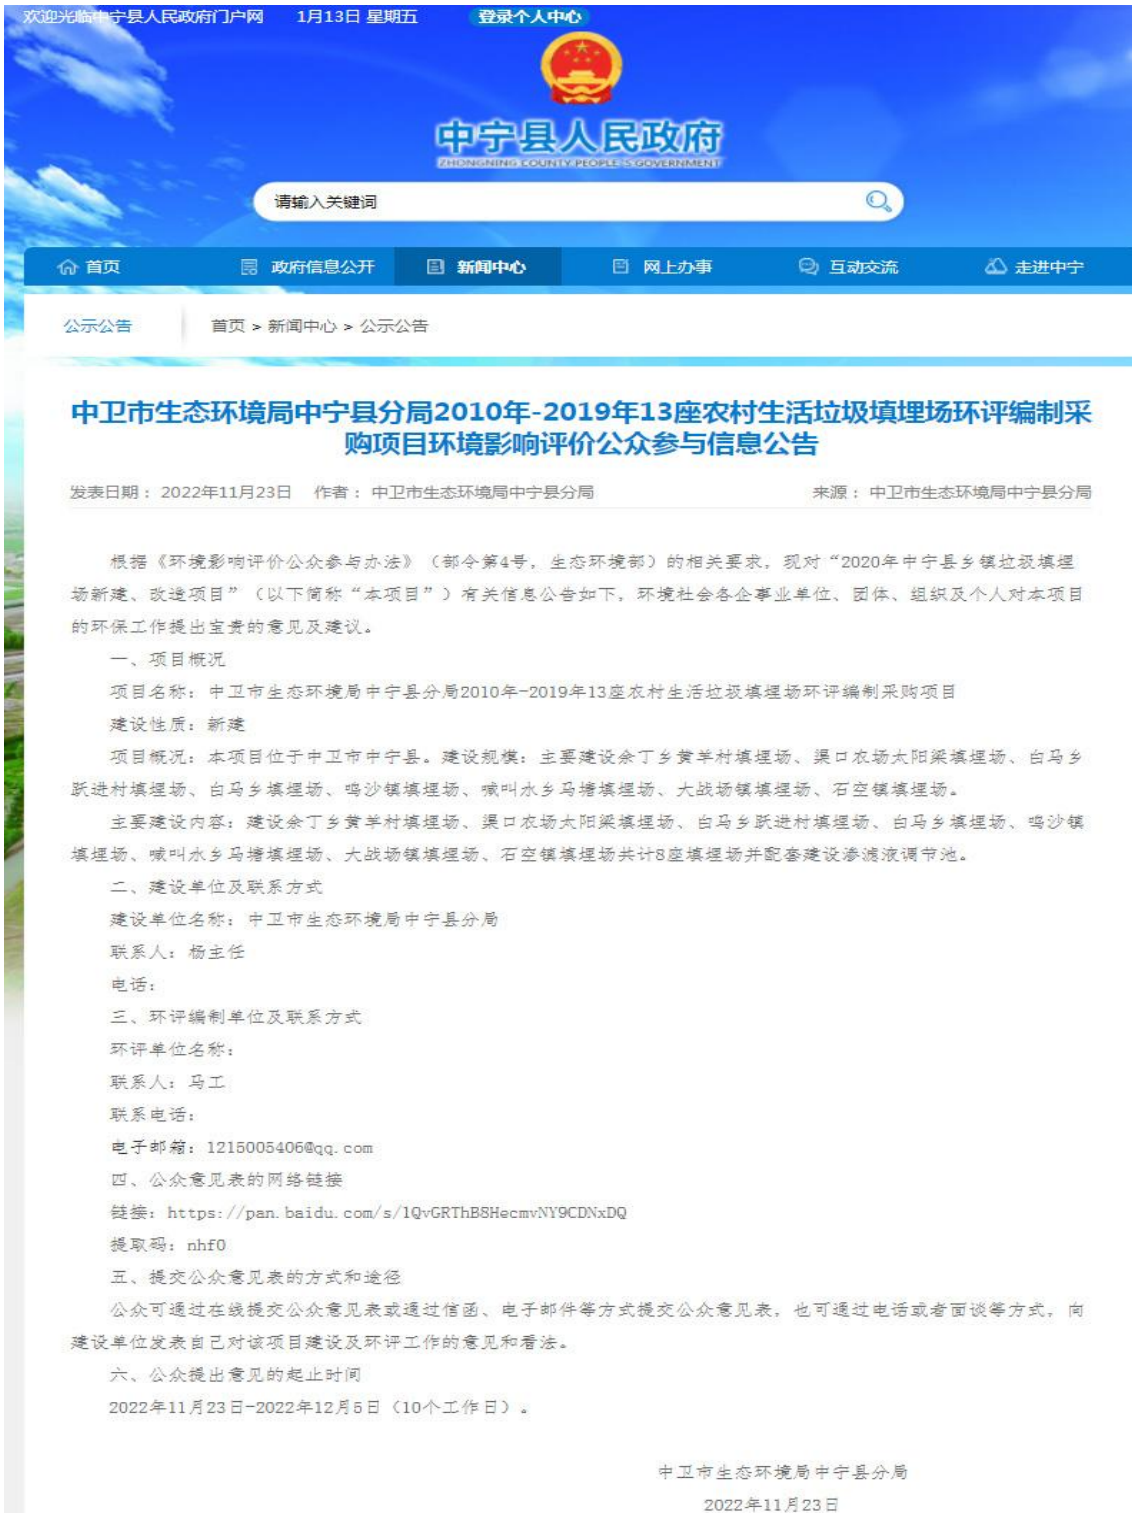 欢迎光临中宁县人民政府门户网 1月13日 星期五 登录个人中心
中宁县人民政府
ZHONGNING COUNTY PEOPLE'S GOVERNMENT
请输入关键词
首页 政府信息公开 新闻中心 网上办事 互动交流 走进中宁
公示公告 首页 > 新闻中心 > 公示公告
中卫市生态环境局中宁县分局2010年-2019年13座农村生活垃圾填埋场环评编制采
购项目环境影响评价公众参与信息公告
发表日期： 2022年11月23日 作者： 中卫市生态环境局中宁县分局 来源： 中卫市生态环境局中宁县分局
根据《环境影响评价公众参与办法》（部令第4号，生态环境部）的相关要求，现对“2020年中宁县乡镇垃圾填埋
场新建、改造项目”（以下简称“本项目”）有关信息公告如下，环境社会各企事业单位、团体、组织及个人对本项目
的环保工作提出宝贵的意见及建议。
一、项目概况
项目名称：中卫市生态环境局中宁县分局2010年-2019年13座农村生活垃圾填埋场环评编制采购项目
建设性质：新建
项目概况：本项目位于中卫市中宁县。建设规模：主要建设余丁乡黄羊村填埋场、渠口农场太阳梁填埋场、白马乡
跃进村填埋场、白马乡填埋场、鸣沙镇填埋场、喊叫水乡马塘填埋场、大战场镇填埋场、石空镇填埋场。
主要建设内容：建设余丁乡黄羊村填埋场、渠口农场太阳梁填埋场、白马乡跃进村填埋场、白马乡填埋场、鸣沙镇
填埋场、喊叫水乡马塘填埋场、大战场镇填埋场、石空镇填埋场共计8座填埋场并配套建设渗滤液调节池。
二、建设单位及联系方式
建设单位名称：中卫市生态环境局中宁县分局
联系人：杨主任
电话：
三、环评编制单位及联系方式
环评单位名称：
联系人：马工
联系电话：
电子邮箱：1215005406@qq.com
四、公众意见表的网络链接
链接：https://pan.baidu.com/s/1QvGRThB8HecmvNY9CDNxDQ
提取码：nhf0
五、提交公众意见表的方式和途径
公众可通过在线提交公众意见表或通过信函、电子邮件等方式提交公众意见表，也可通过电话或者面谈等方式，向
建设单位发表自己对该项目建设及环评工作的意见和看法。
六、公众提出意见的起止时间
2022年11月23日-2022年12月5日（10个工作日）。
中卫市生态环境局中宁县分局
2022年11月23日